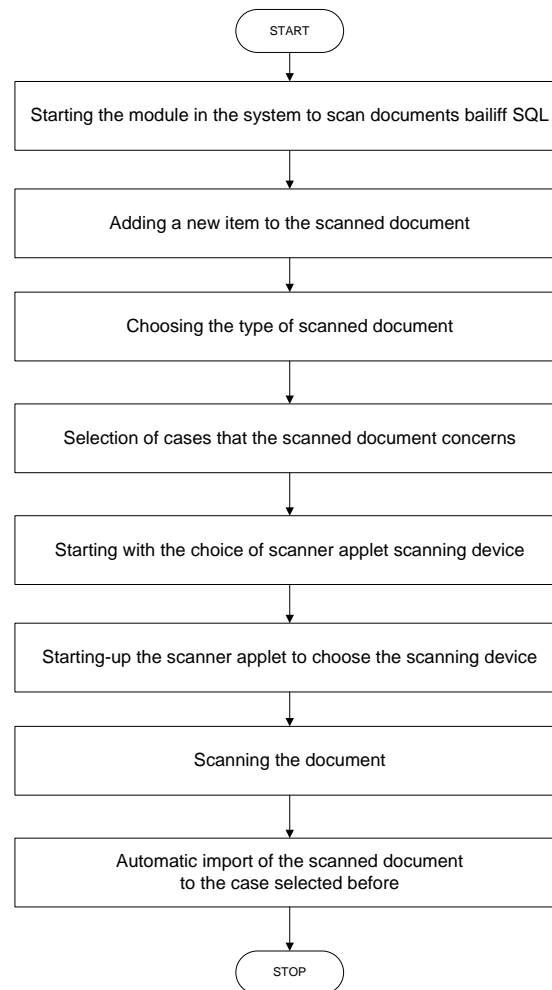 START
Starting the module in the system to scan documents bailiff SQL
Adding a new item to the scanned document
Choosing the type of scanned document
Selection of cases that the scanned document concerns
Starting with the choice of scanner applet scanning device
Starting-up the scanner applet to choose the scanning device
Scanning the document
Automatic import of the scanned document
to the case selected before
STOP